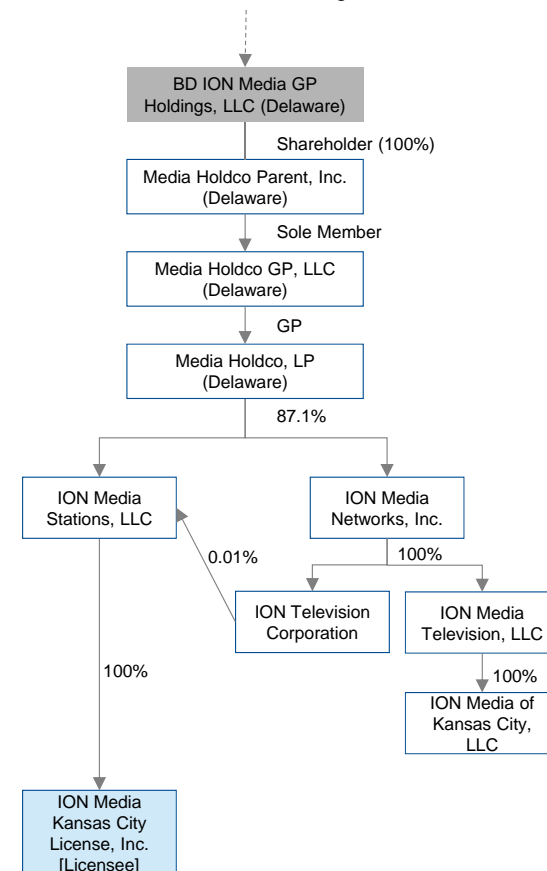 BD ION Media GP
Holdings, LLC (Delaware)
Shareholder (100%)
Media Holdco Parent, Inc.
(Delaware)
Sole Member
Media Holdco GP, LLC
(Delaware)
GP
Media Holdco, LP
(Delaware)
87.1%
ION Media
Stations, LLC
ION Media
Networks, Inc.
0.01%
100%
ION Television
Corporation
ION Media
Television, LLC
100%
100%
ION Media of
Kansas City,
LLC
ION Media
Kansas City
License, Inc.
[Licensee]